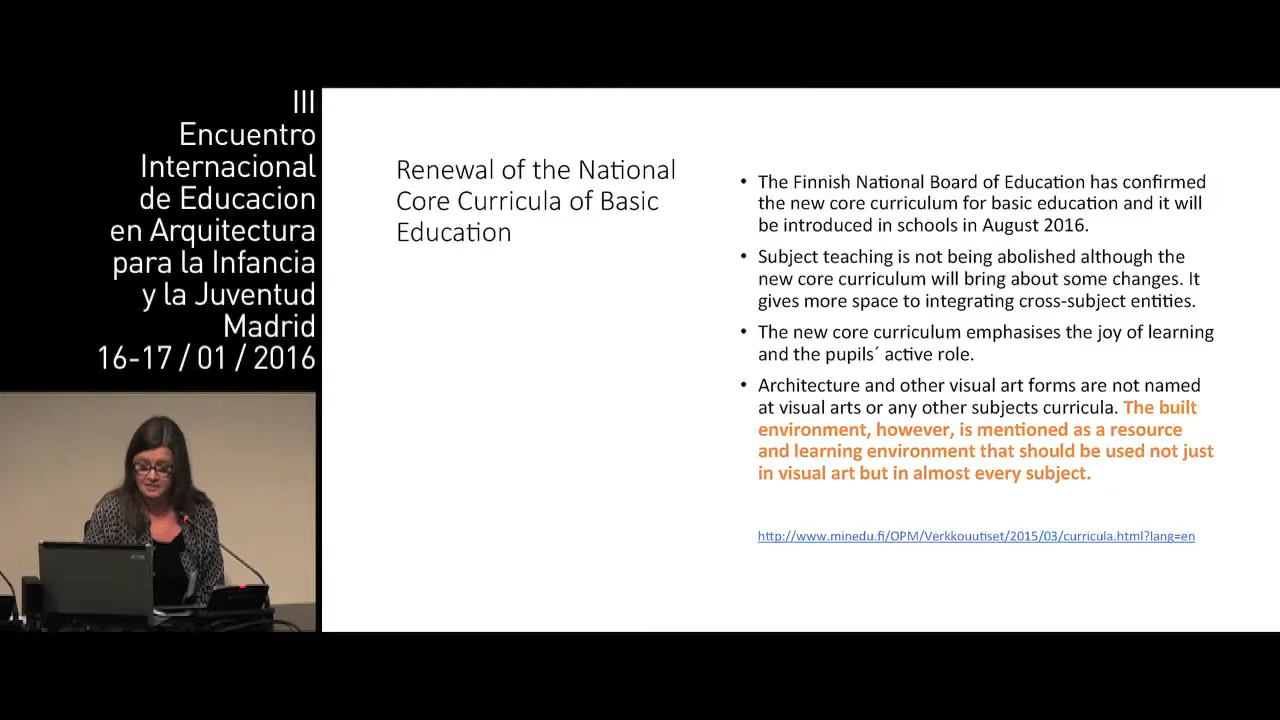 III
Encuentro
Internacional
de Educacion
en Arquitectura
para la Infancia
y la Juventud
Madrid
16-17 / 01 / 2016
Renewal of the National
Core Curricula of Basic
Education
• The Finnish National Board of Education has confirmed
the new core curriculum for basic education and it will
be introduced in schools in August 2016.
• Subject teaching is not being abolished although the
new core curriculum will bring about some changes. It
gives more space to integrating cross-subject entities.
• The new core curriculum emphasises the joy of learning
and the pupils´ active role.
• Architecture and other visual art forms are not named
at visual arts or any other subjects curricula. The built
environment, however, is mentioned as a resource
and learning environment that should be used not just
in visual art but in almost every subject.
http://www.minedu.fi/OPM/Verkkouutiset/2015/03/curricula.html?lang=en